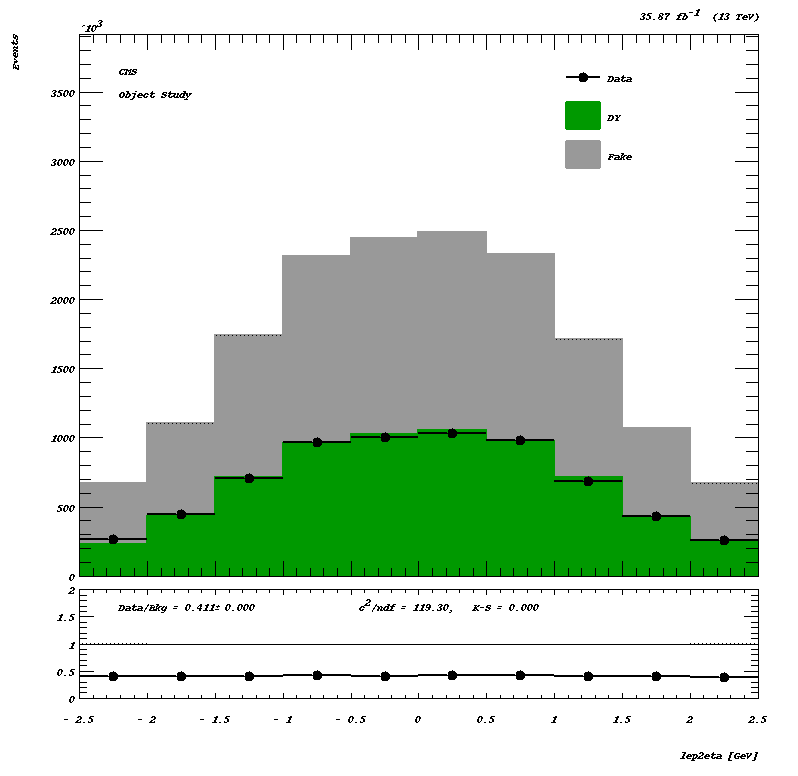 35.87 fb-1 (13 TeV)
´10³
Events
CMS
Object Study
Data
DY
Fake
3500
3000
2500
2000
1500
1000
500
0
2
1.5
1
0.5
0
Data/Bkg = 0.411± 0.000
c²/ndf = 119.30, K-S = 0.000
- 2.5 - 2 - 1.5 - 1 - 0.5 0 0.5 1 1.5 2 2.5
lep2eta [GeV]